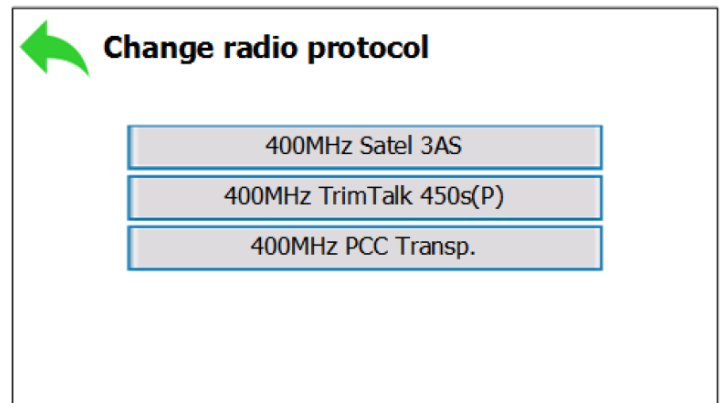 Change radio protocol
400MHz Satel 3AS
400MHz TrimTalk 450s(P)
400MHz PCC Transp.